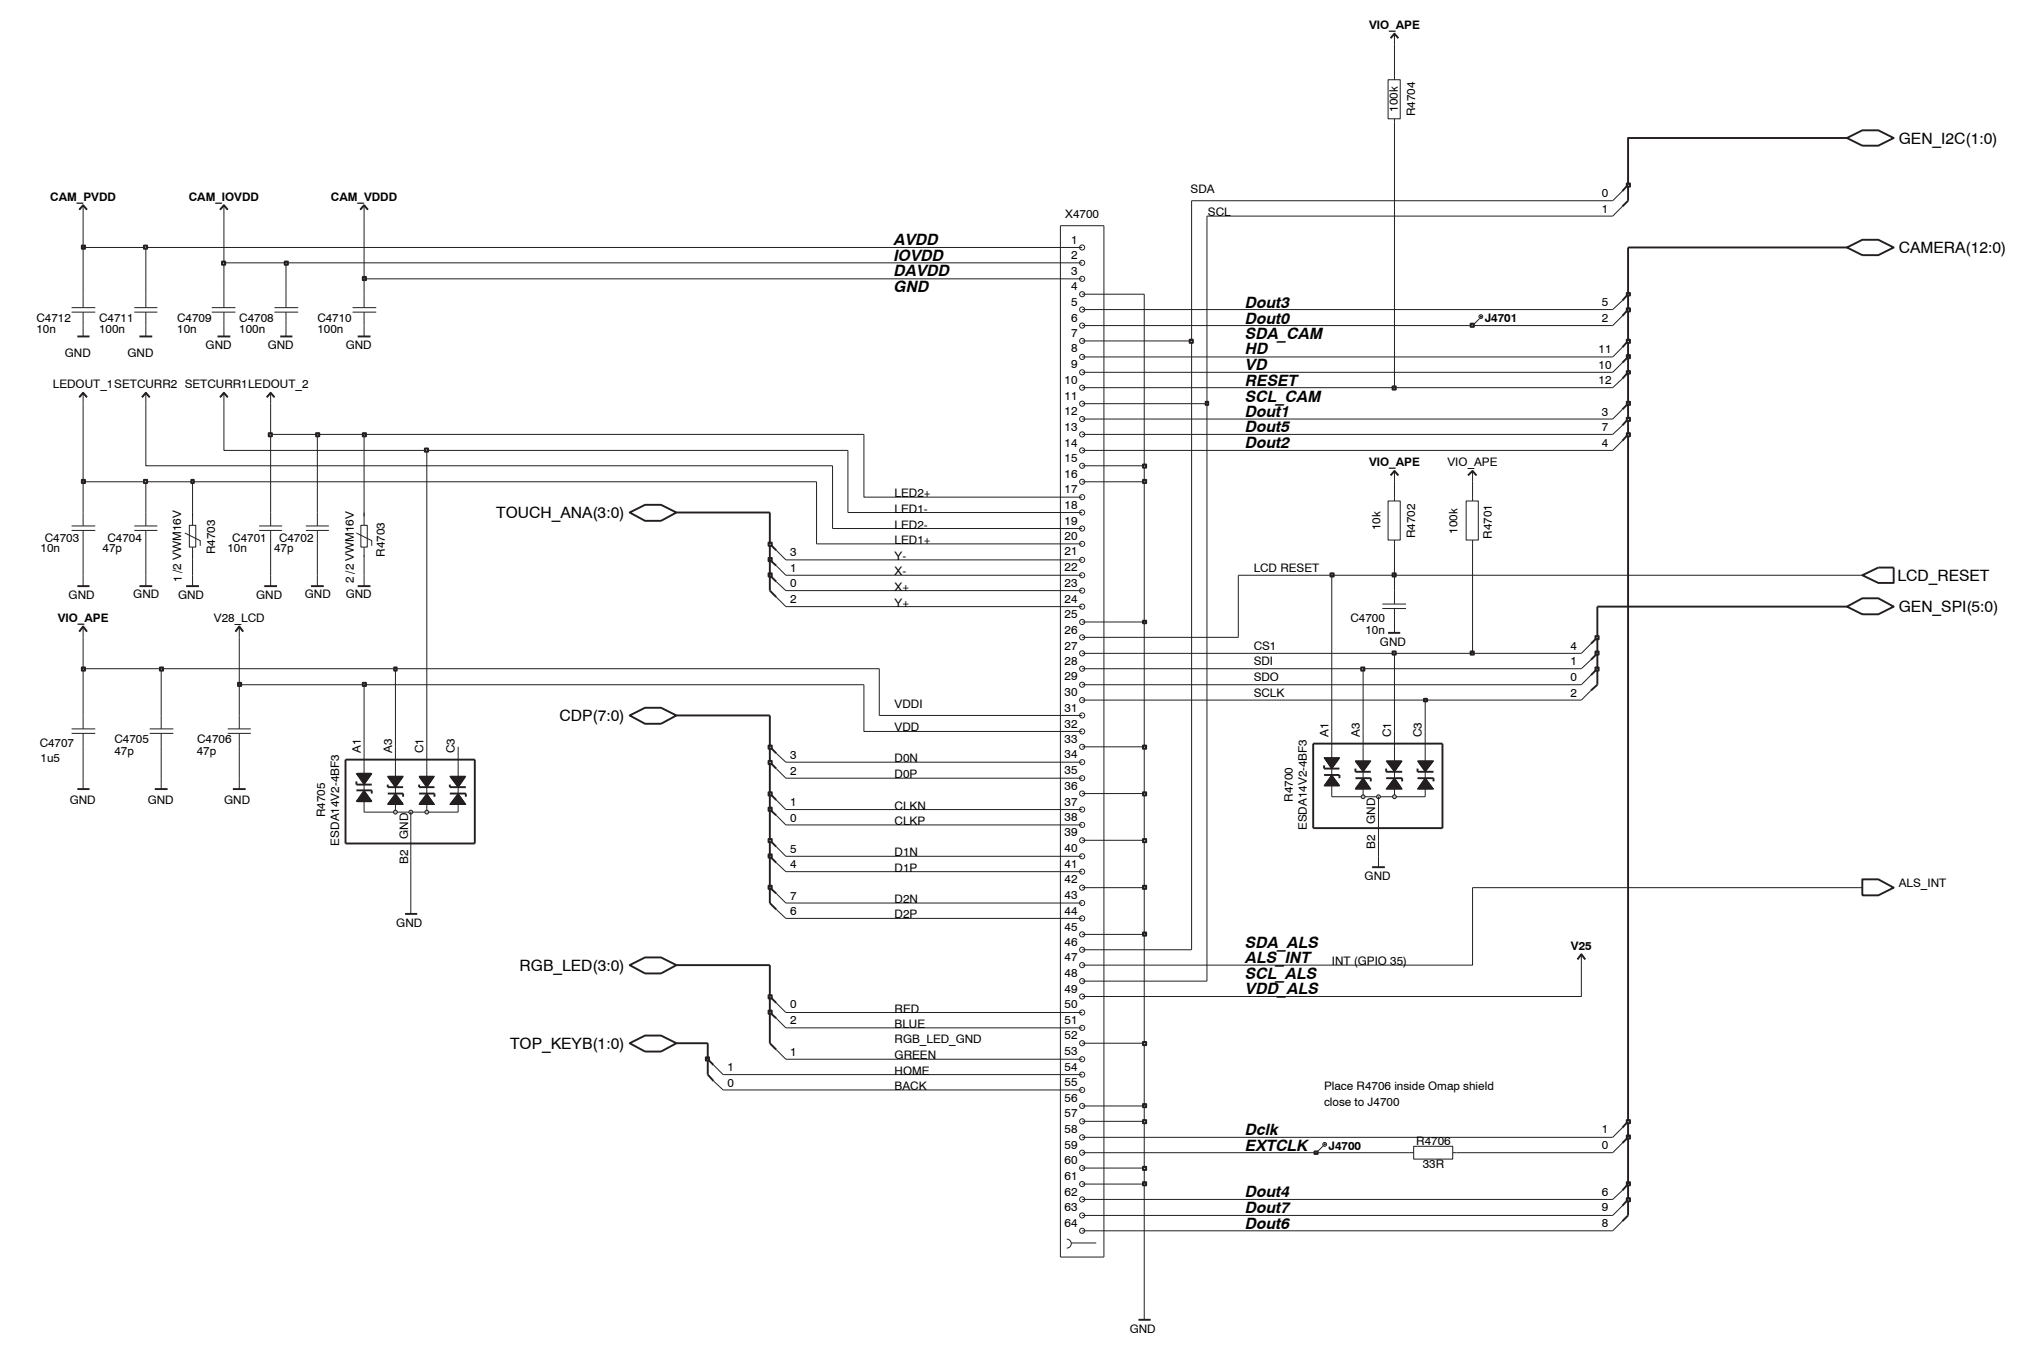 VIO_APE
100k
R4704
GEN_I2C(1:0)
SDA
0
SCL
1
CAM_PVDD
CAM_IOVDD
CAM_VDDD
X4700
CAMERA(12:0)
AVDD
1
IOVDD
2
DAVDD
3
GND
4
5
Dout3
5
6
Dout0
J4701
2
7
SDA_CAM
8
HD
11
9
VD
10
10
RESET
12
11
SCL_CAM
12
Dout1
3
13
Dout5
7
14
Dout2
4
15
16
C4712
10n
C4711
100n
C4709
10n
C4708
100n
C4710
100n
GND
GND
GND
GND
GND
LEDOUT_1
SETCURR2
SETCURR1
LEDOUT_2
VIO_APE
VIO_APE
10k
R4702
100k
R4701
LED2+
17
LED1-
18
LED2-
19
LED1+
20
TOUCH_ANA(3:0)
3
Y-
21
1
X-
22
0
X+
23
2
Y+
24
25
26
C4703
10n
C4704
47p
1 /2 VWM16V
R4703
C4701
10n
C4702
47p
2 /2 VWM16V
R4703
GND
GND
GND
GND
GND
GND
LCD RESET
LCD_RESET
GEN_SPI(5:0)
C4700
10n
GND
27
CS1
4
28
SDI
1
29
SDO
0
30
SCLK
2
VIO_APE
V28_LCD
VDDI
31
VDD
32
33
CDP(7:0)
3
D0N
34
2
D0P
35
36
1
CLKN
37
0
CLKP
38
39
5
D1N
40
4
D1P
41
42
7
D2N
43
6
D2P
44
45
C4707
1u5
C4705
47p
C4706
47p
GND
GND
GND
A1
A3
C1
C3
R4705
ESDA14V2-4BF3
GND
B2
GND
A1
A3
C1
C3
R4700
ESDA14V2-4BF3
GND
B2
GND
ALS_INT
46
SDA_ALS
47
ALS_INT
INT (GPIO 35)
48
SCL_ALS
49
VDD_ALS
V25
RGB_LED(3:0)
0
RED
50
2
BLUE
51
RGB_LED_GND
52
1
GREEN
53
TOP_KEYB(1:0)
1
HOME
54
0
BACK
55
56
57
Place R4706 inside Omap shield
close to J4700
58
Dclk
1
59
EXTCLK
J4700
R4706
33R
0
60
61
62
Dout4
6
63
Dout7
9
64
Dout6
8
GND